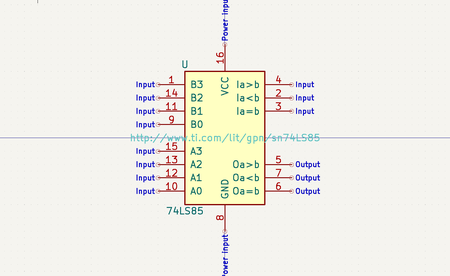 Power input
16
U
VCC
Input 1 B3 Ia>b 4 Input
Input 14 B2 Ia<b 2 Input
Input 11 B1 Ia=b 3 Input
Input 9 B0
http://www.ti.com/lit/gpn/sn74LS85
Input 15 A3
Input 13 A2 Oa>b 5 Output
Input 12 A1 Oa<b 7 Output
Input 10 A0 Oa=b 6 Output
GND
74LS85
8
Power input